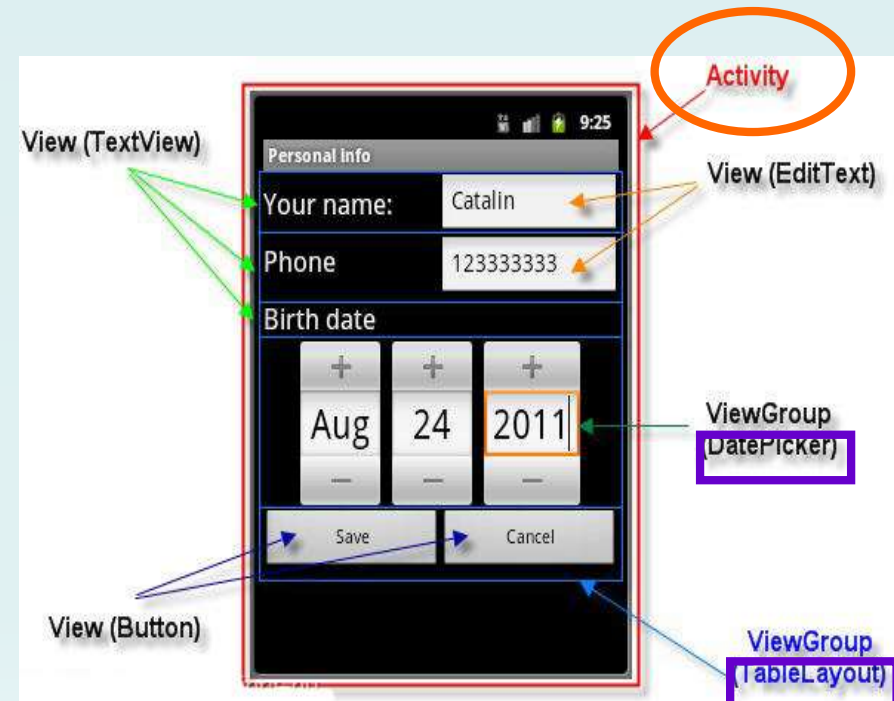 Activity
9:25
View (TextView)
Personal Info
View (EditText)
Your name:
Catalin
Phone
123333333
Birth date
+ + +
Aug 24 2011
ViewGroup
(DatePicker)
− − −
Save
Cancel
View (Button)
ViewGroup
(TableLayout)